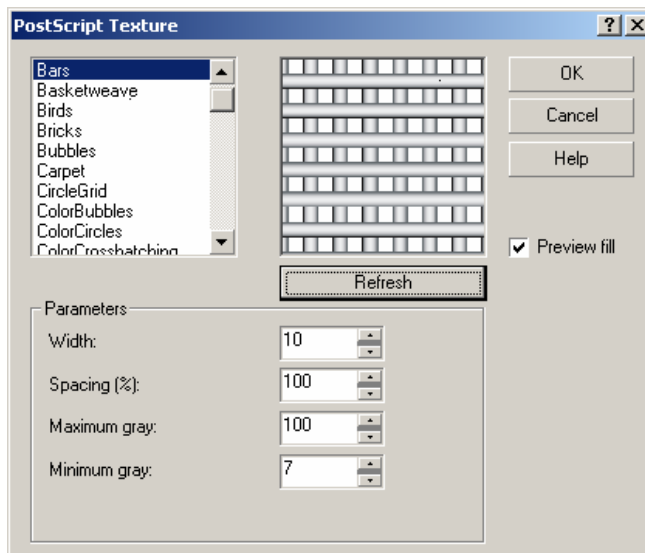 PostScript Texture
Bars
Basketweave
Birds
Bricks
Bubbles
Carpet
CircleGrid
ColorBubbles
ColorCircles
ColorCrosshatching
OK
Cancel
Help
Preview fill
Refresh
Parameters
Width: 10
Spacing (%): 100
Maximum gray: 100
Minimum gray: 7